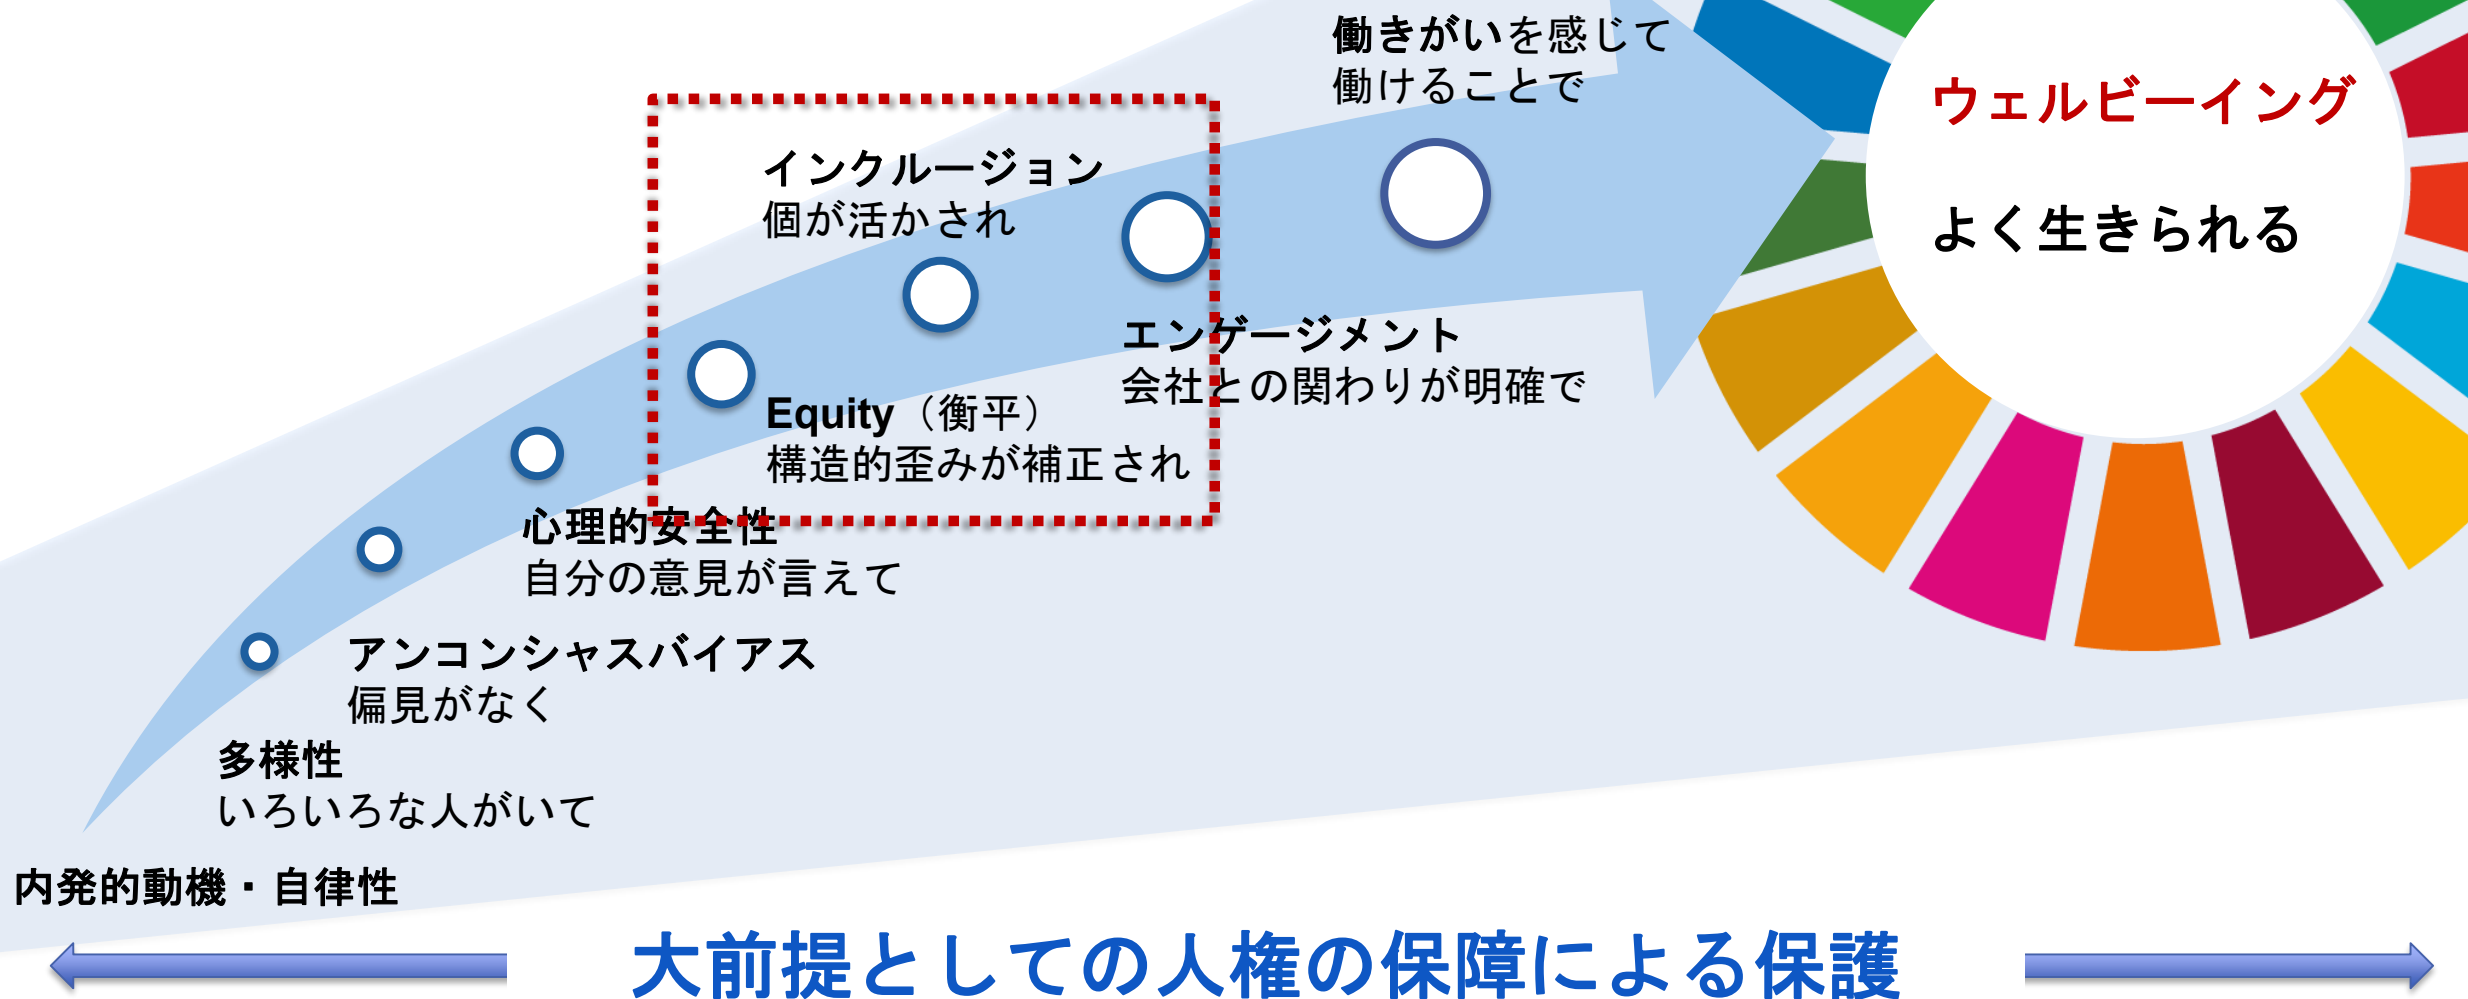 働きがいを感じて
働けることで
ウェルビーイング
よく生きられる
インクルージョン
個が活かされ
エンゲージメント
会社との関わりが明確で
Equity（衡平）
構造的歪みが補正され
心理的安全性
自分の意見が言えて
アンコンシャスバイアス
偏見がなく
多様性
いろいろな人がいて
内発的動機・自律性
大前提としての人権の保障による保護